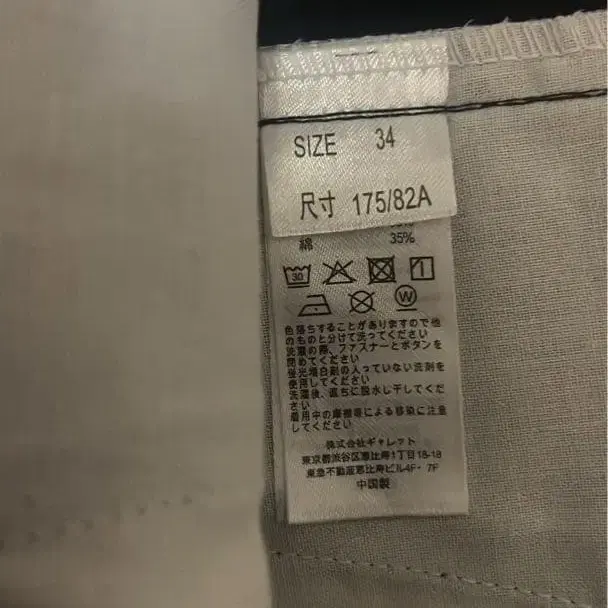 SIZE 34
尺寸 175/82A
綿 35%
30
W
色落ちすることがありますので他
のものと分けて洗ってください
洗濯の際、ファスナーとボタンを
閉めてください
蛍光増白剤の入っていない洗剤を
使用してください
洗濯後、直ちに脱水し干してくだ
さい
着用中の摩擦等による移染に注意
してください
株式会社ギャレット
東京都渋谷区恵比寿1丁目18-18
東急不動産恵比寿ビル4F・7F
中国製